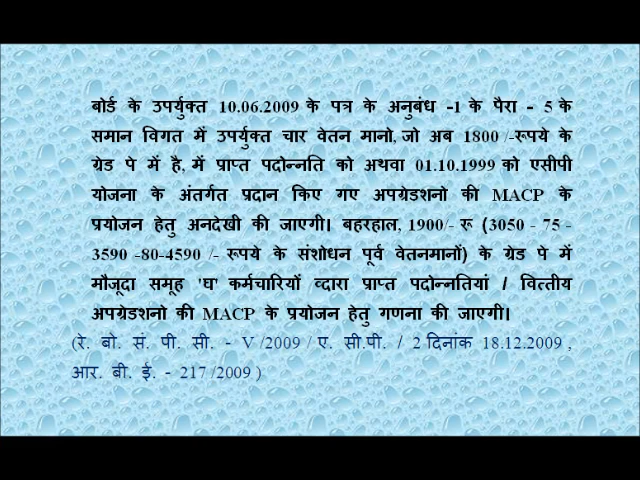 बोर्ड के उपर्युक्त 10.06.2009 के पत्र के अनुबंध -1 के पैरा - 5 के
समान विगत में उपर्युक्त चार वेतन मानो, जो अब 1800 /-रूपये के
ग्रेड पे में है, में प्राप्त पदोन्नति को अथवा 01.10.1999 को एसीपी
योजना के अंतर्गत प्रदान किए गए अपग्रेडशनो की MACP के
प्रयोजन हेतु अनदेखी की जाएगी। बहरहाल, 1900/- रू (3050 - 75 -
3590 -80-4590 /- रूपये के संशोधन पूर्व वेतनमानों) के ग्रेड पे में
मौजूदा समूह 'घ' कर्मचारियों व्दारा प्राप्त पदोन्नतियां / वित्तीय
अपग्रेडशनो की MACP के प्रयोजन हेतु गणना की जाएगी।
(रे. बो. सं. पी. सी. - V /2009 / ए. सी.पी. / 2 दिनांक 18.12.2009 ,
आर. बी. ई. - 217 /2009 )